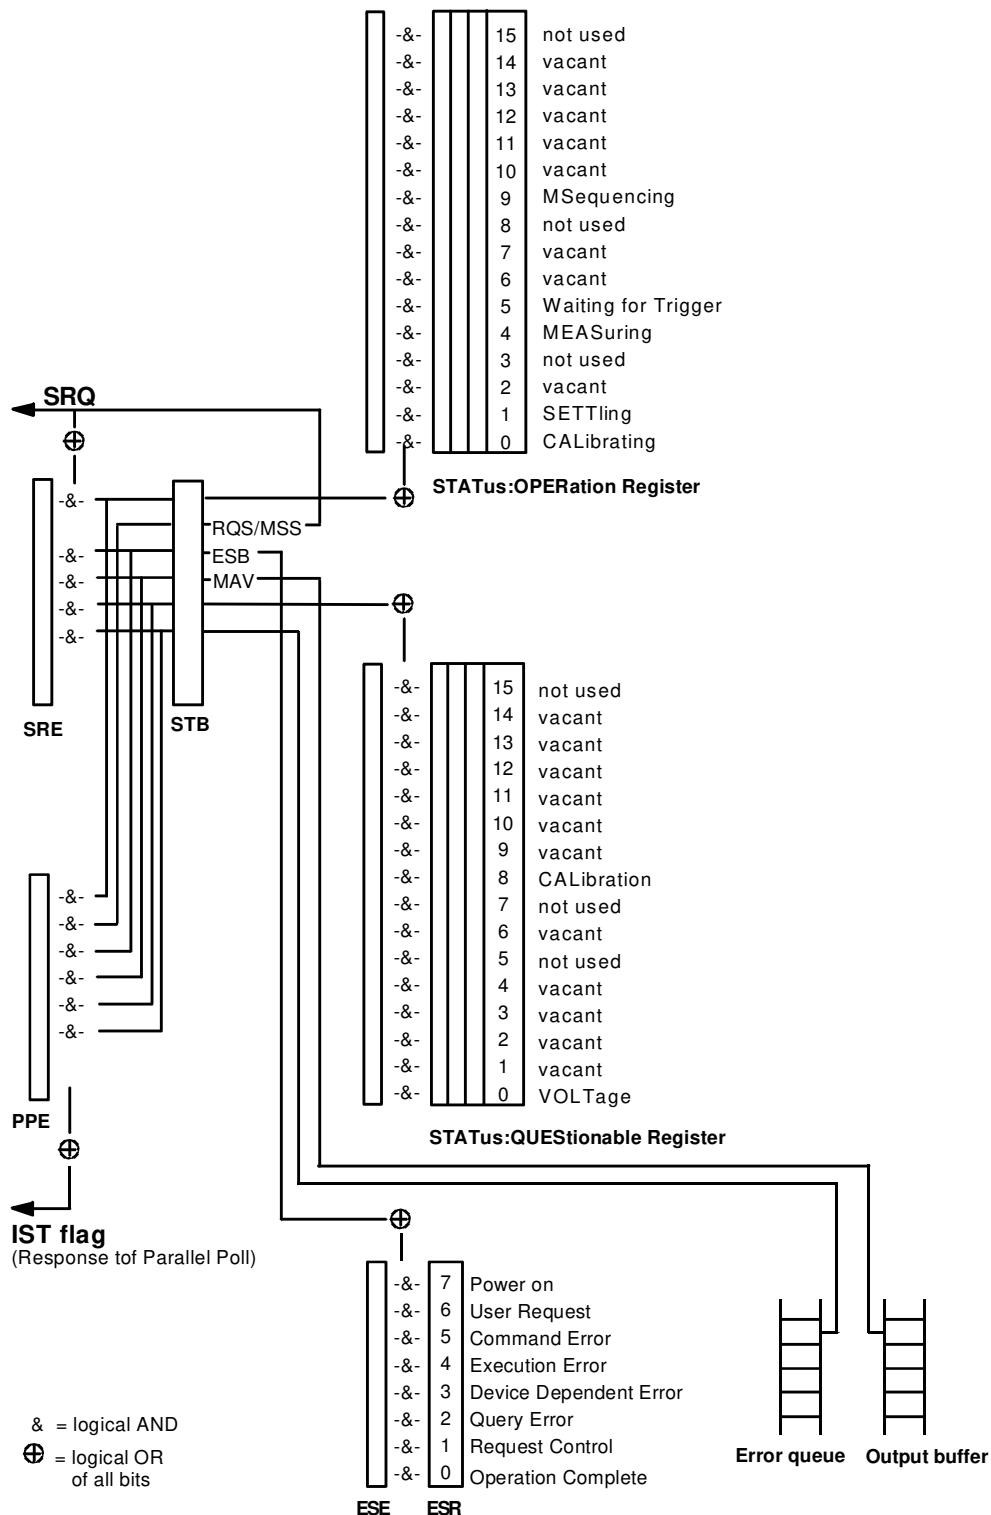 -&- 15 not used
-&- 14 vacant
-&- 13 vacant
-&- 12 vacant
-&- 11 vacant
-&- 10 vacant
-&- 9 MSequencing
-&- 8 not used
-&- 7 vacant
-&- 6 vacant
-&- 5 Waiting for Trigger
-&- 4 MEASuring
-&- 3 not used
-&- 2 vacant
-&- 1 SETTling
-&- 0 CALibrating
STATus:OPERation Register
SRQ
-&-
RQS/MSS
-&- ESB
-&- MAV
-&-
-&-
SRE
STB
-&- 15 not used
-&- 14 vacant
-&- 13 vacant
-&- 12 vacant
-&- 11 vacant
-&- 10 vacant
-&- 9 vacant
-&- 8 CALibration
-&- 7 not used
-&- 6 vacant
-&- 5 not used
-&- 4 vacant
-&- 3 vacant
-&- 2 vacant
-&- 1 vacant
-&- 0 VOLTage
STATus:QUEStionable Register
-&-
-&-
-&-
-&-
-&-
-&-
PPE
IST flag
(Response tof Parallel Poll)
-&- 7 Power on
-&- 6 User Request
-&- 5 Command Error
-&- 4 Execution Error
-&- 3 Device Dependent Error
-&- 2 Query Error
-&- 1 Request Control
-&- 0 Operation Complete
ESE ESR
Error queue Output buffer
& = logical AND
⊕ = logical OR
of all bits